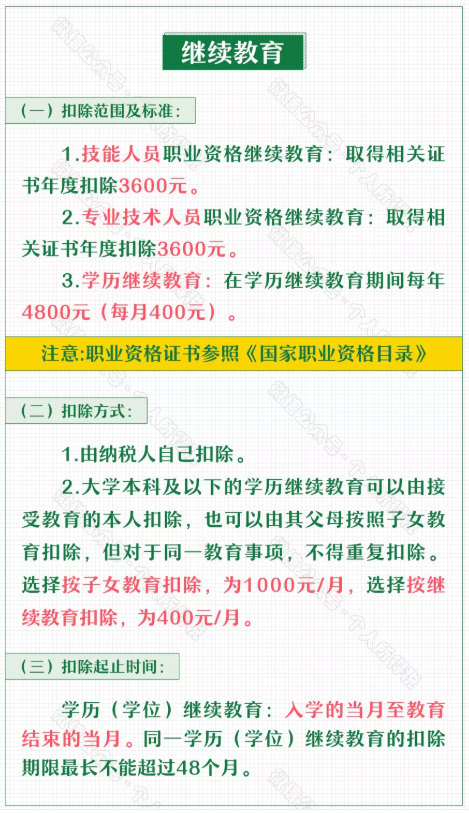 继续教育
（一）扣除范围及标准：
1.技能人员职业资格继续教育：取得相关证
书年度扣除3600元。
2.专业技术人员职业资格继续教育：取得相
关证书年度扣除3600元。
3.学历继续教育：在学历继续教育期间每年
4800元（每月400元）。
注意:职业资格证书参照《国家职业资格目录》
（二）扣除方式：
1.由纳税人自己扣除。
2.大学本科及以下的学历继续教育可以由接
受教育的本人扣除，也可以由其父母按照子女教
育扣除，但对于同一教育事项，不得重复扣除。
选择按子女教育扣除，为1000元/月，选择按继
续教育扣除，为400元/月。
（三）扣除起止时间：
学历（学位）继续教育：入学的当月至教育
结束的当月。同一学历（学位）继续教育的扣除
期限最长不能超过48个月。